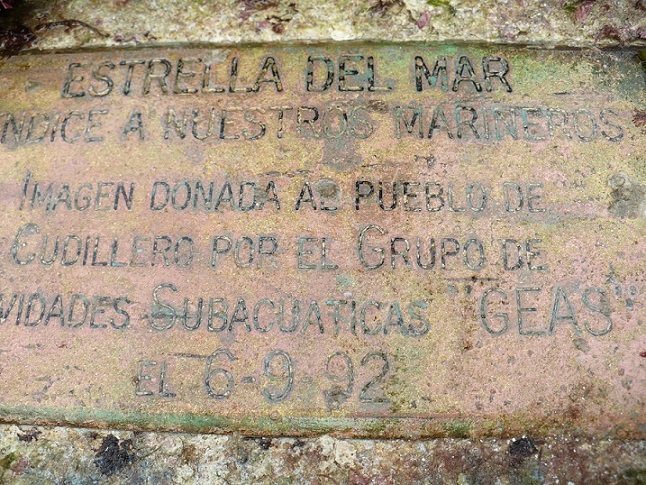 ESTRELLA DEL MAR
NDICE A NUESTROS MARINEROS
IMAGEN DONADA AL PUEBLO DE
CUDILLERO POR EL GRUPO DE
VIDADES SUBACUATICAS "GEAS"
EL 6-9-92